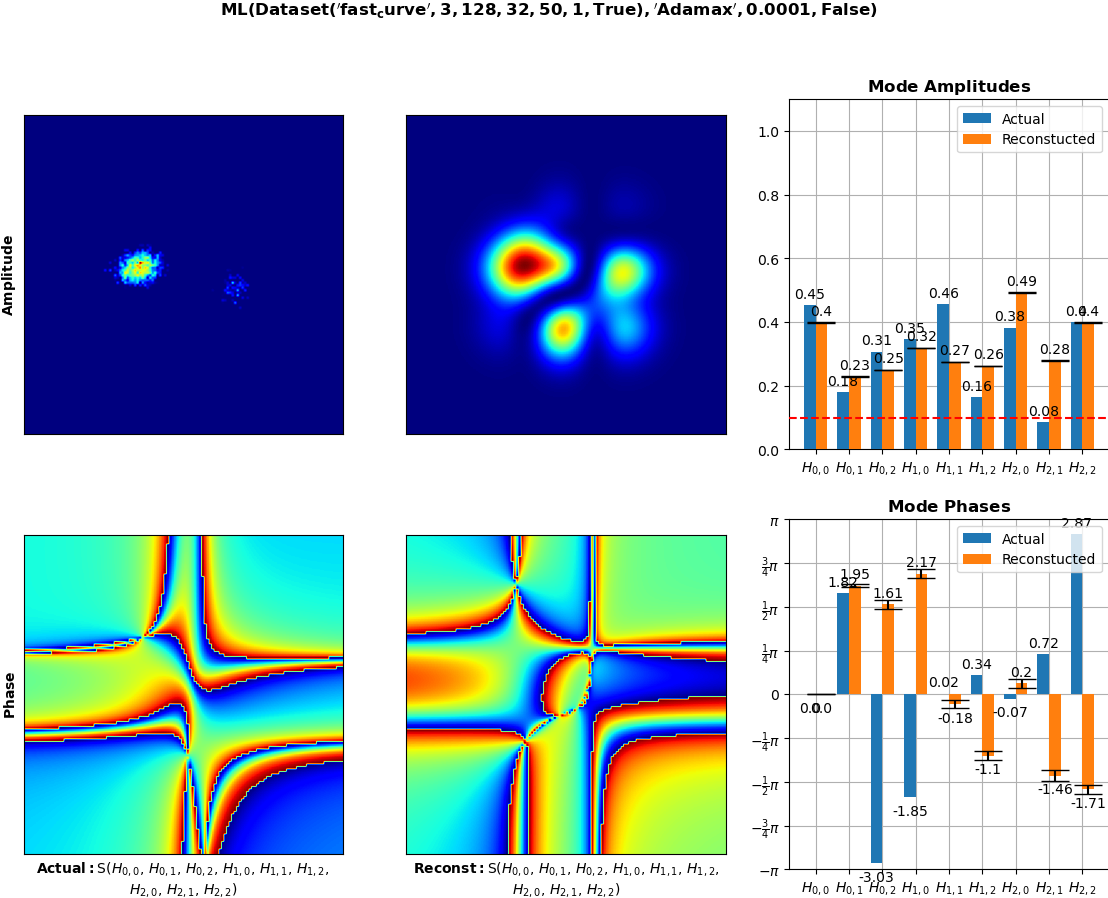 ML(Dataset('fast_curve', 3, 128, 32, 50, 1, True), 'Adamax', 0.0001, False)
Amplitude
Mode Amplitudes
Actual
Reconstucted
1.0
0.8
0.6
0.4
0.2
0.0
0.45
0.4
0.18
0.23
0.31
0.25
0.35
0.32
0.46
0.27
0.16
0.26
0.38
0.49
0.08
0.28
0.4
0.4
H0,0 H0,1 H0,2 H1,0 H1,1 H1,2 H2,0 H2,1 H2,2
Phase
Mode Phases
Actual
Reconstucted
π
3/4π
1/2π
1/4π
0
−1/4π
−1/2π
−3/4π
−π
0.0
0.0
1.82
1.95
-3.03
1.61
-1.85
2.17
0.02
-0.18
0.34
-1.1
-0.07
0.2
0.72
-1.46
2.87
-1.71
H0,0 H0,1 H0,2 H1,0 H1,1 H1,2 H2,0 H2,1 H2,2
Actual: S(H0,0, H0,1, H0,2, H1,0, H1,1, H1,2,
H2,0, H2,1, H2,2)
Reconst: S(H0,0, H0,1, H0,2, H1,0, H1,1, H1,2,
H2,0, H2,1, H2,2)